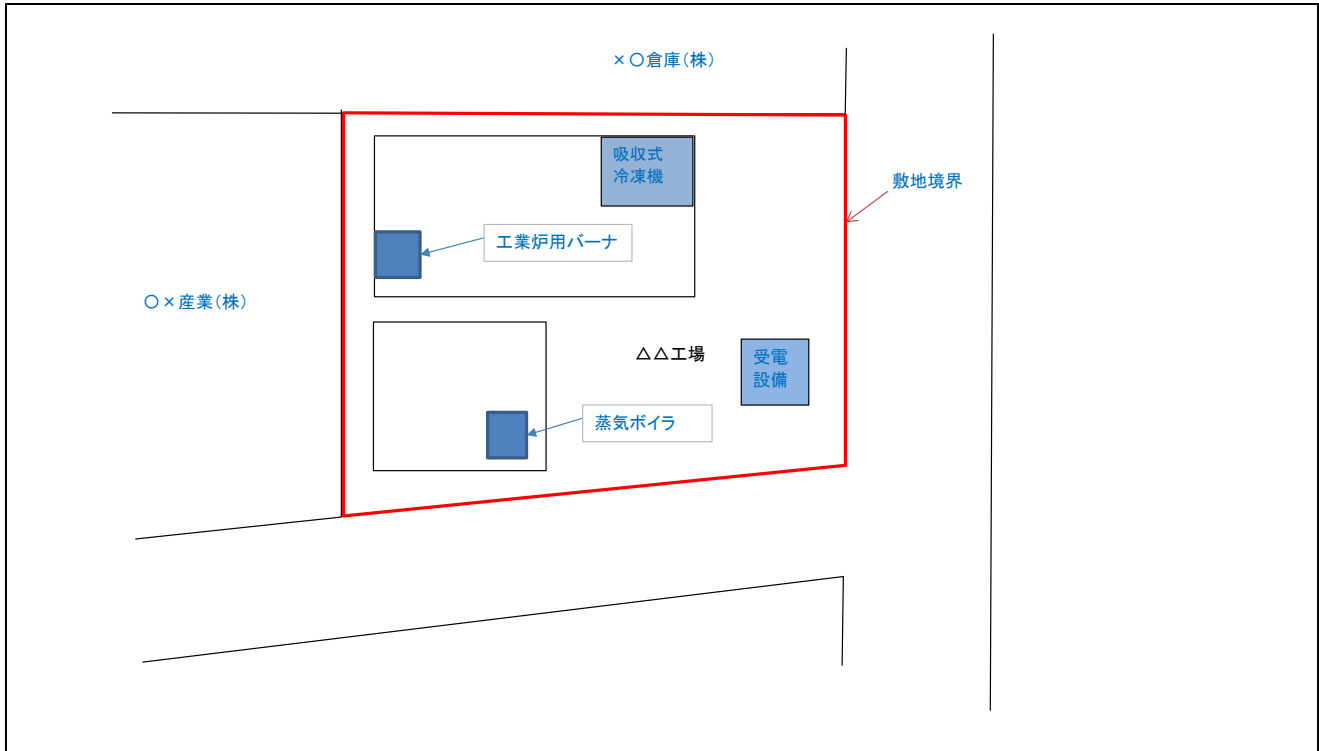 ×〇倉庫(株)
吸収式
冷凍機
敷地境界
工業炉用バーナ
〇×産業(株)
△△工場
受電
設備
蒸気ボイラ